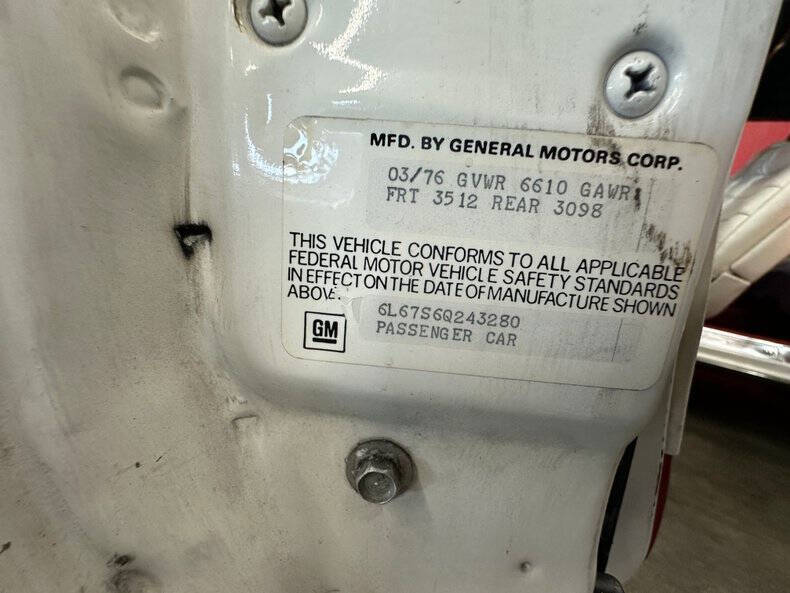 MFD. BY GENERAL MOTORS CORP.
03/76 GVWR 6610 GAWR
FRT 3512 REAR 3098
THIS VEHICLE CONFORMS TO ALL APPLICABLE
FEDERAL MOTOR VEHICLE SAFETY STANDARDS
IN EFFECT ON THE DATE OF MANUFACTURE SHOWN
ABOVE.
6L67S6Q243280
PASSENGER CAR
GM